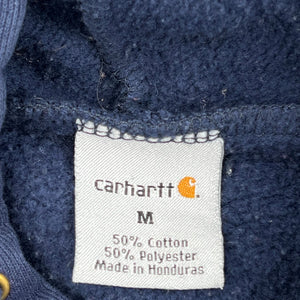 carhartt
M
50% Cotton
50% Polyester
Made in Honduras